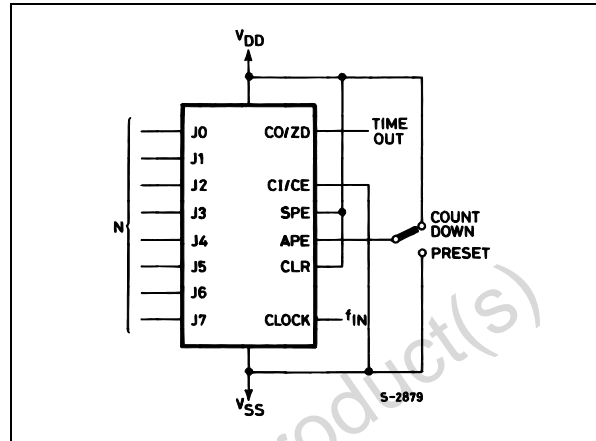 VDD
J0
J1
J2
J3
J4
J5
J6
J7
N
CO/ZD
CI/CE
SPE
APE
CLR
CLOCK
TIME
OUT
COUNT
DOWN
PRESET
fIN
VSS
S-2879
roduct(s)